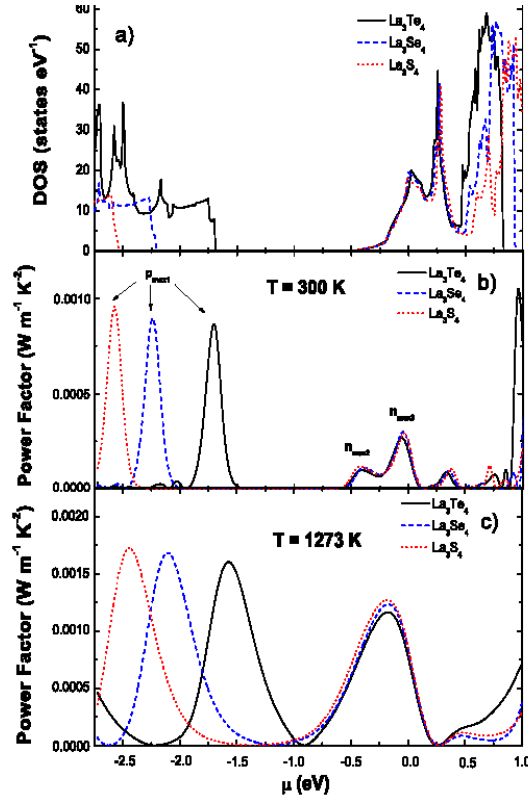 a)
La₃Te₄
La₃Se₄
La₃S₄
DOS (states eV⁻¹)
60
50
40
30
20
10
0
b)
T = 300 K
La₃Te₄
La₃Se₄
La₃S₄
Power Factor (W m⁻¹ K⁻²)
0.0010
0.0005
0.0000
c)
T = 1273 K
La₃Te₄
La₃Se₄
La₃S₄
Power Factor (W m⁻¹ K⁻²)
0.0020
0.0015
0.0010
0.0005
0.0000
-2.5 -2.0 -1.5 -1.0 -0.5 0.0 0.5 1.0
μ (eV)